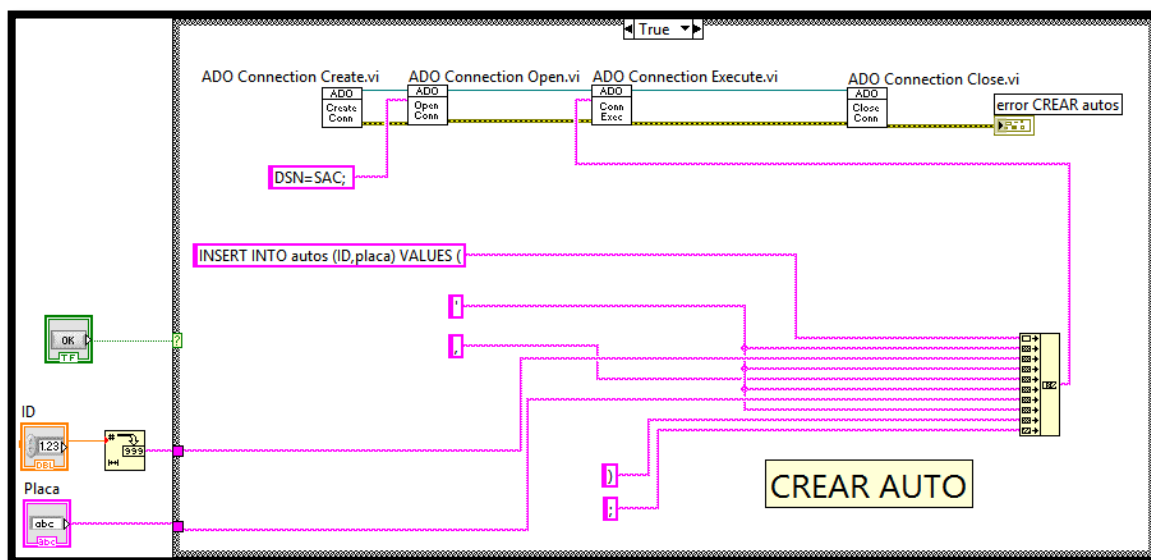 True
ADO Connection Create.vi
ADO Connection Open.vi
ADO Connection Execute.vi
ADO Connection Close.vi
ADO
Create
Conn
ADO
Open
Conn
ADO
Conn
Exec
ADO
Close
Conn
error CREAR autos
DSN=SAC;
INSERT INTO autos (ID,placa) VALUES (
'
,
OK
TF
?
ID
1.23
DBL
#
999
Placa
abc
abc
)
;
CREAR AUTO